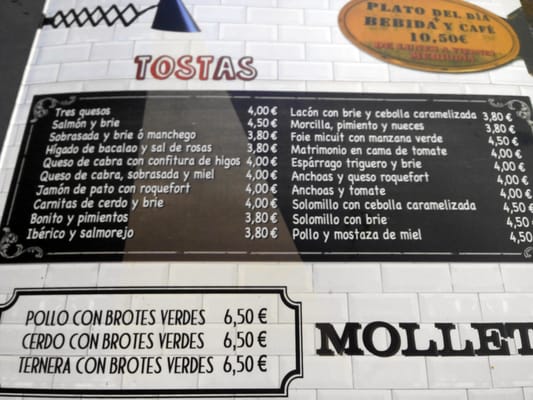 PLATO DEL DÍA
BEBIDA Y CAFÉ
10,50€
DE LUNES A VIERNES
TOSTAS
Tres quesos 4,00 €
Salmón y brie 4,50 €
Sobrasada y brie ó manchego 3,80 €
Hígado de bacalao y sal de rosas 3,80 €
Queso de cabra con confitura de higos 4,00 €
Queso de cabra, sobrasada y miel 4,00 €
Jamón de pato con roquefort 4,00 €
Carnitas de cerdo y brie 4,00 €
Bonito y pimientos 3,80 €
Ibérico y salmorejo 3,80 €
Lacón con brie y cebolla caramelizada 3,80 €
Morcilla, pimiento y nueces 3,80 €
Foie micuit con manzana verde 4,50 €
Matrimonio en cama de tomate 4,00 €
Espárrago triguero y brie 4,00 €
Anchoas y queso roquefort 4,00 €
Anchoas y tomate 4,00 €
Solomillo con cebolla caramelizada 4,50 €
Solomillo con brie 4,50 €
Pollo y mostaza de miel 4,50
POLLO CON BROTES VERDES 6,50 €
CERDO CON BROTES VERDES 6,50 €
TERNERA CON BROTES VERDES 6,50 €
MOLLET